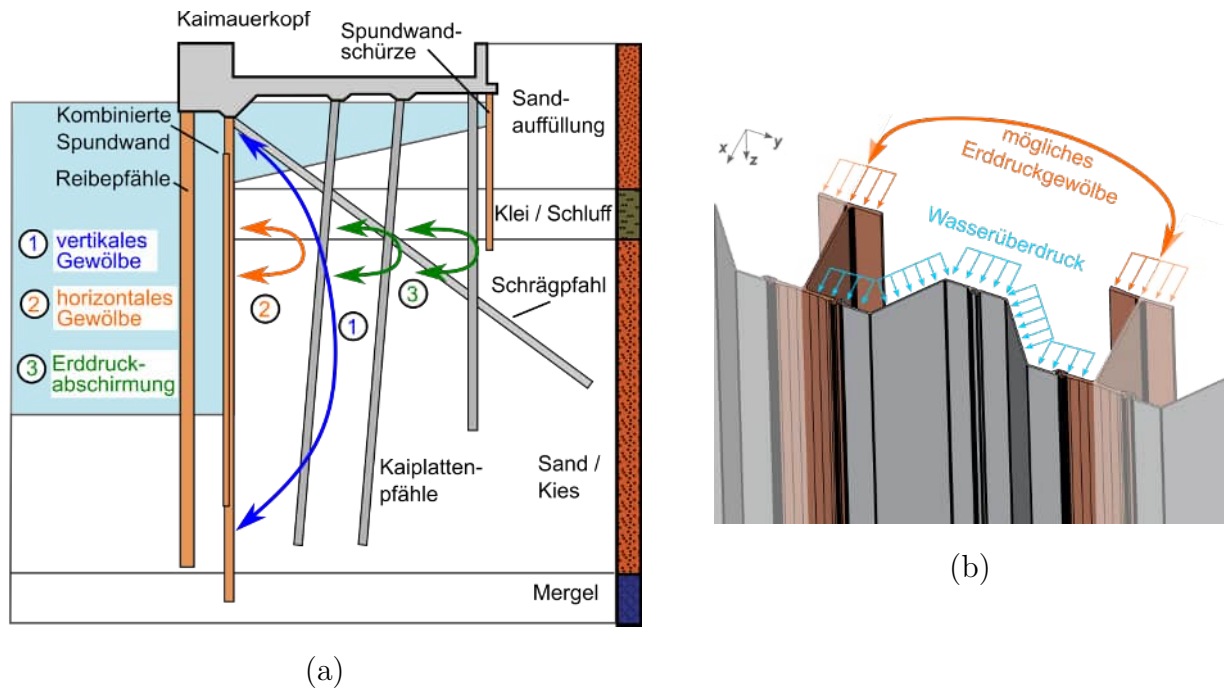 Kaimauerkopf
Spundwand-
schürze
Kombinierte
Spundwand
Reibepfähle
Sand-
auffüllung
Klei / Schluff
1 vertikales
Gewölbe
2 horizontales
Gewölbe
3 Erddruck-
abschirmung
2
1
3
Schrägpfahl
Kaiplatten-
pfähle
Sand /
Kies
Mergel
(a)
x y z
mögliches
Erddruckgewölbe
Wasserüberdruck
(b)